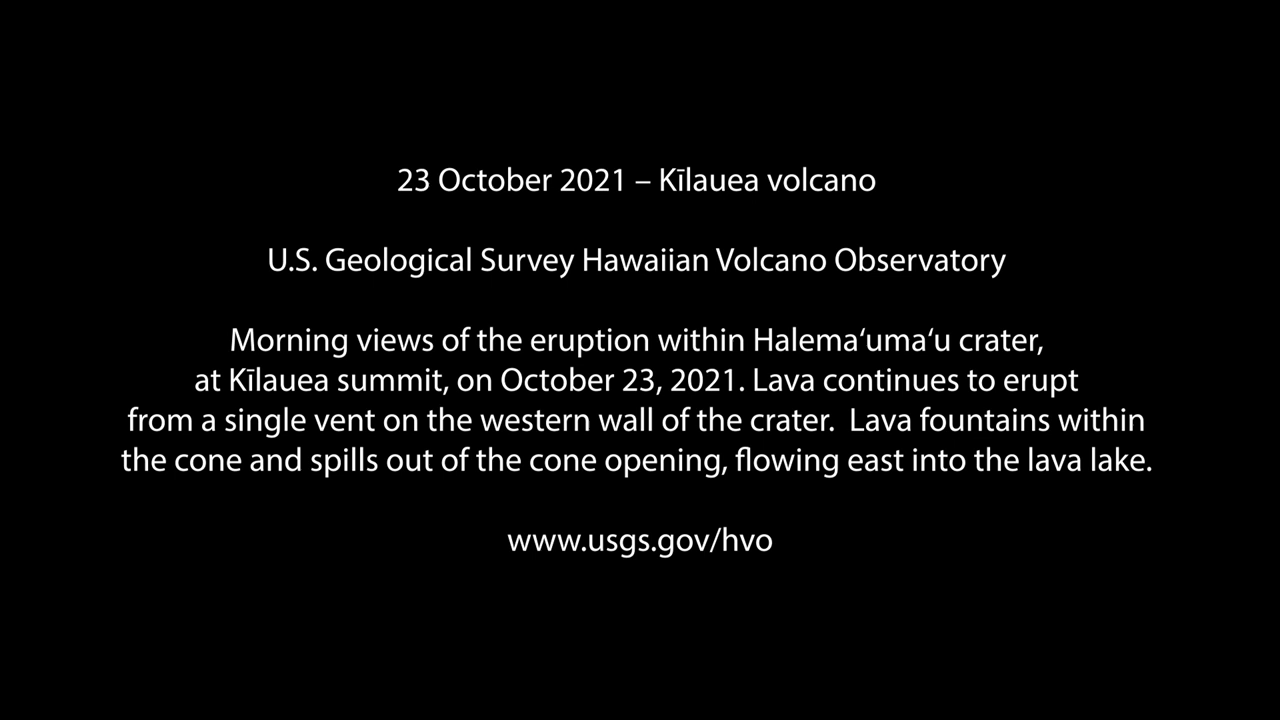 23 October 2021 – Kīlauea volcano
U.S. Geological Survey Hawaiian Volcano Observatory
Morning views of the eruption within Halema‘uma‘u crater,
at Kīlauea summit, on October 23, 2021. Lava continues to erupt
from a single vent on the western wall of the crater.  Lava fountains within
the cone and spills out of the cone opening, flowing east into the lava lake.
www.usgs.gov/hvo